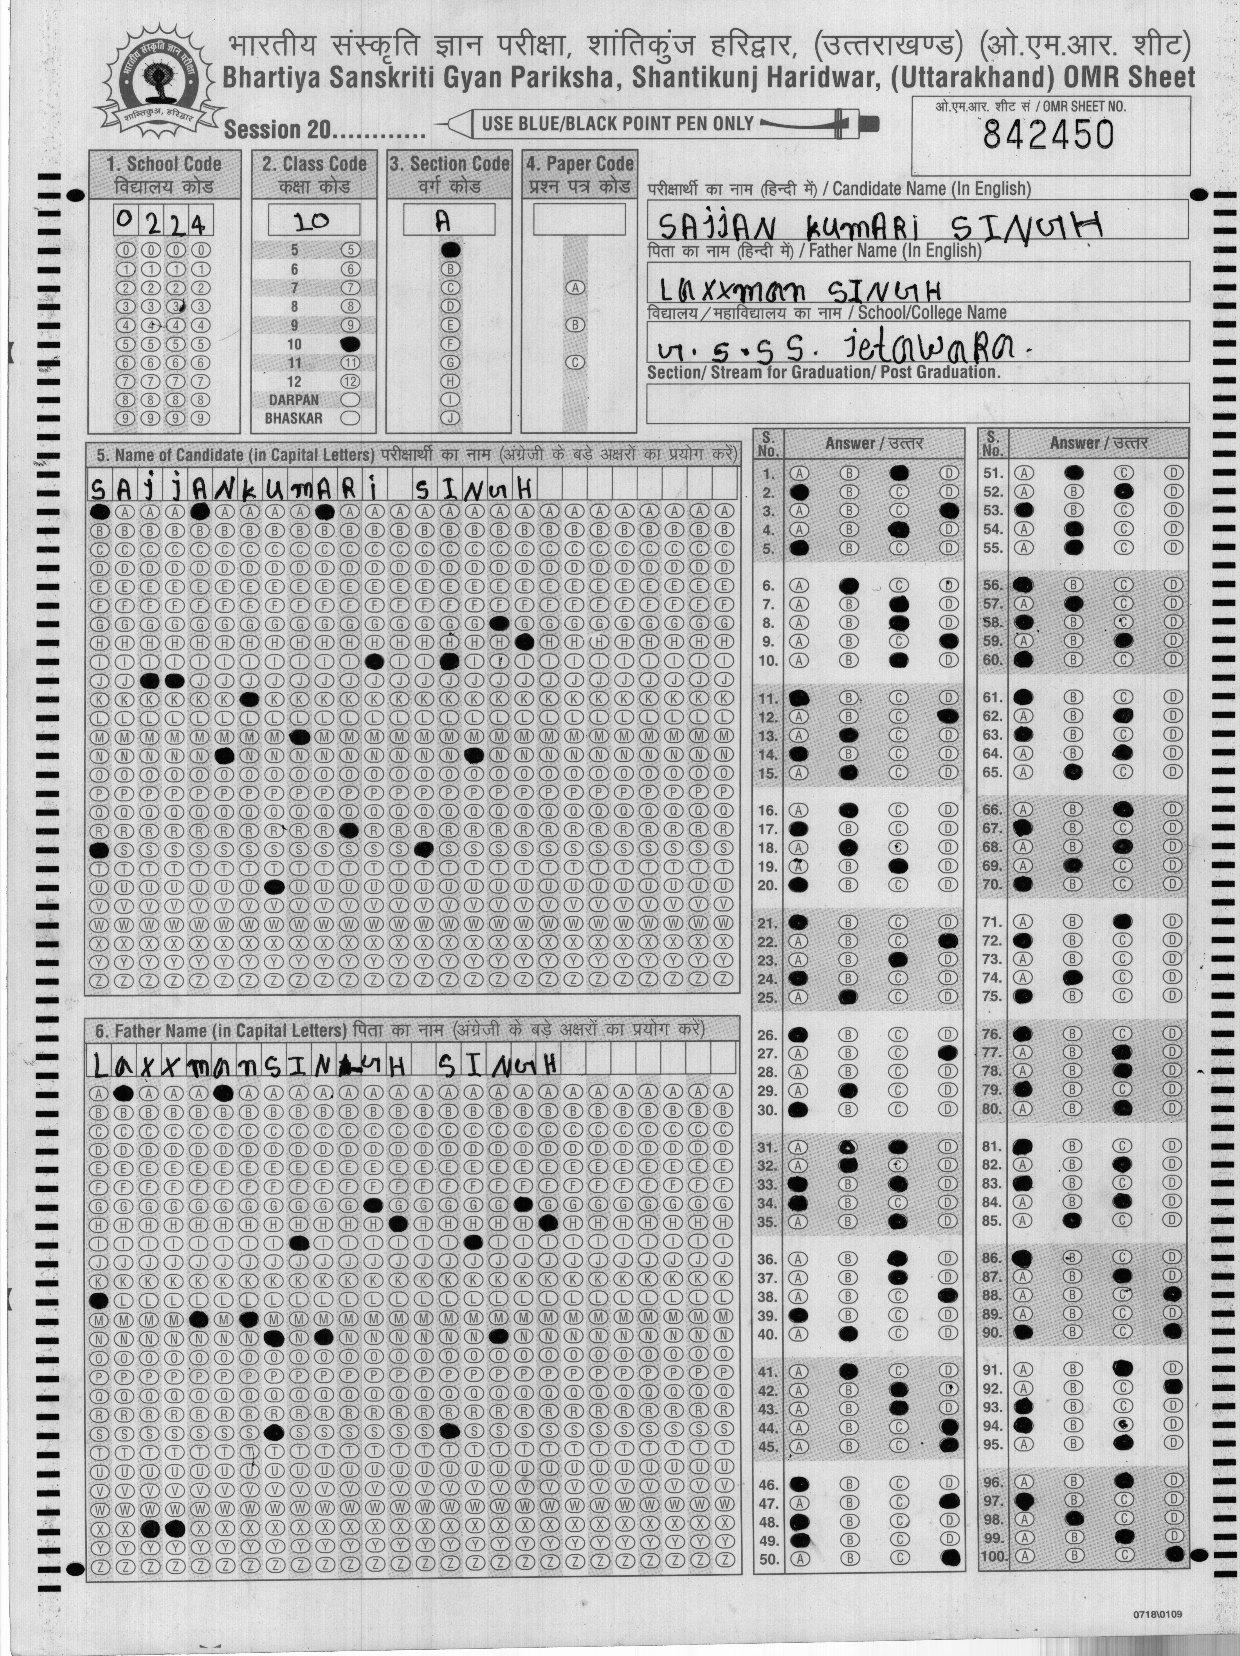 भारतीय संस्कृति ज्ञान परीक्षा, शांतिकुंज हरिद्वार, (उत्तराखण्ड) (ओ.एम.आर. शीट)
Bhartiya Sanskriti Gyan Pariksha, Shantikunj Haridwar, (Uttarakhand) OMR Sheet
Session 20............ USE BLUE/BLACK POINT PEN ONLY
ओ.एम.आर. शीट सं / OMR SHEET NO.
842450
1. School Code
विद्यालय कोड
0 2 2 4
2. Class Code
कक्षा कोड
10
5
6
7
8
9
10
11
12
DARPAN
BHASKAR
3. Section Code
वर्ग कोड
A
4. Paper Code
प्रश्न पत्र कोड
A
B
C
परीक्षार्थी का नाम (हिन्दी में) / Candidate Name (In English)
SAjjAN KumARi SINGH
पिता का नाम (हिन्दी में) / Father Name (In English)
LaxxmaN SINGH
विद्यालय/महाविद्यालय का नाम / School/College Name
G.S.SS. jetaWaRa.
Section/ Stream for Graduation/ Post Graduation.
5. Name of Candidate (in Capital Letters) परीक्षार्थी का नाम (अंग्रेजी के बड़े अक्षरों का प्रयोग करें)
SAjjANkUmARi SINGH
6. Father Name (in Capital Letters) पिता का नाम (अंग्रेजी के बड़े अक्षरों का प्रयोग करें)
S. No. Answer / उत्तर
S. No. Answer / उत्तर
0718\0109